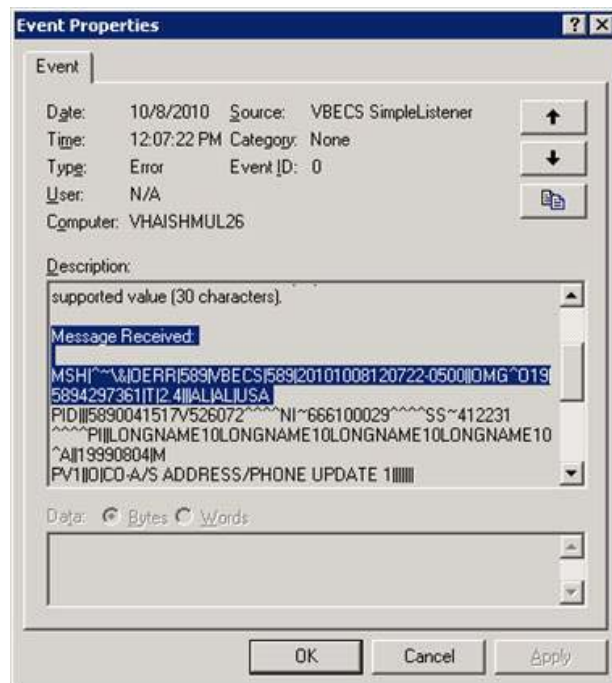 Event Properties
Event
Date: 10/8/2010 Source: VBECS SimpleListener
Time: 12:07:22 PM Category: None
Type: Error Event ID: 0
User: N/A
Computer: VHAISHMUL26
Description:
supported value (30 characters).
Message Received:
MSH|^~\&|OERR|589|VBECS|589|20101008120722-0500||OMG^O19|
5894297361|T|2.4|||AL|AL|USA
PID|||5890041517V526072^^^^NI~666100029^^^^SS~412231
^^^^PI||LONGNAME10LONGNAME10LONGNAME10
^A||19990804|M
PV1||O|CO-A/S ADDRESS/PHONE UPDATE 1|||||||
Data: Bytes Words
OK Cancel Apply